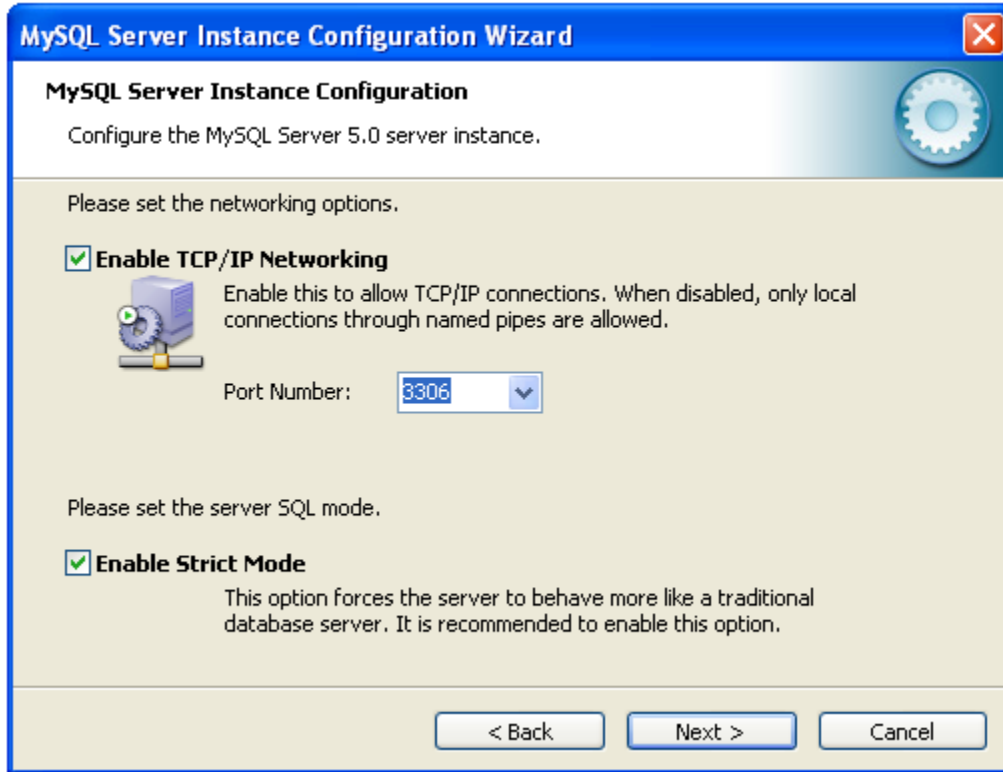 MySQL Server Instance Configuration Wizard
MySQL Server Instance Configuration
Configure the MySQL Server 5.0 server instance.
Please set the networking options.
Enable TCP/IP Networking
Enable this to allow TCP/IP connections. When disabled, only local
connections through named pipes are allowed.
Port Number: 3306
Please set the server SQL mode.
Enable Strict Mode
This option forces the server to behave more like a traditional
database server. It is recommended to enable this option.
< Back Next > Cancel